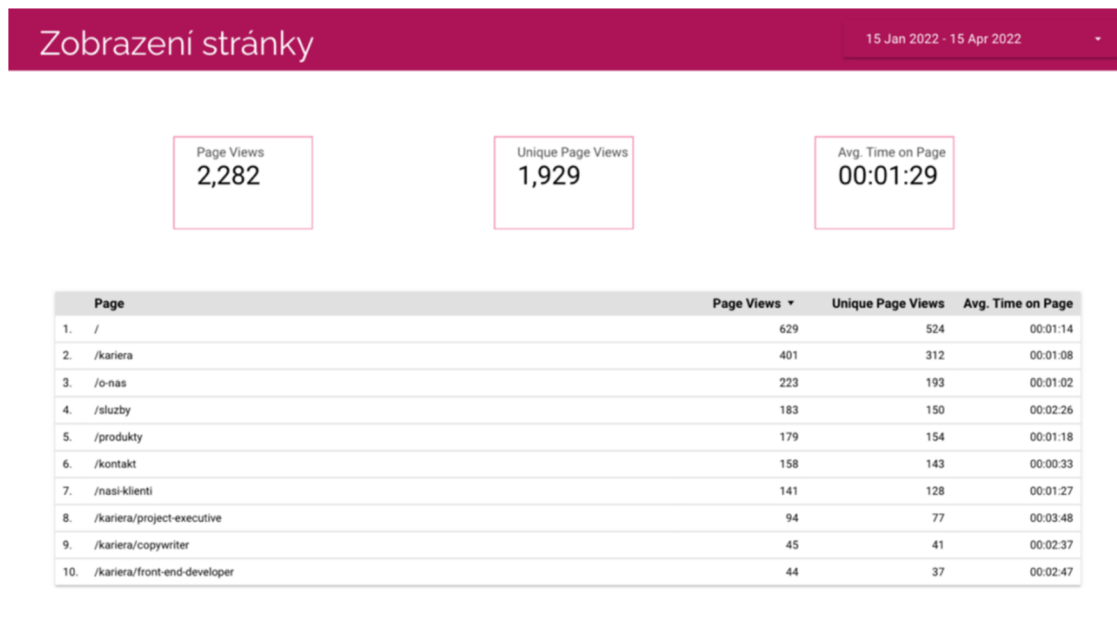 Zobrazení stránky
15 Jan 2022 - 15 Apr 2022
Page Views
2,282
Unique Page Views
1,929
Avg. Time on Page
00:01:29
Page Page Views Unique Page Views Avg. Time on Page
1. / 629 524 00:01:14
2. /kariera 401 312 00:01:08
3. /o-nas 223 193 00:01:02
4. /sluzby 183 150 00:02:26
5. /produkty 179 154 00:01:18
6. /kontakt 158 143 00:00:33
7. /nasi-klienti 141 128 00:01:27
8. /kariera/project-executive 94 77 00:03:48
9. /kariera/copywriter 45 41 00:02:37
10. /kariera/front-end-developer 44 37 00:02:47